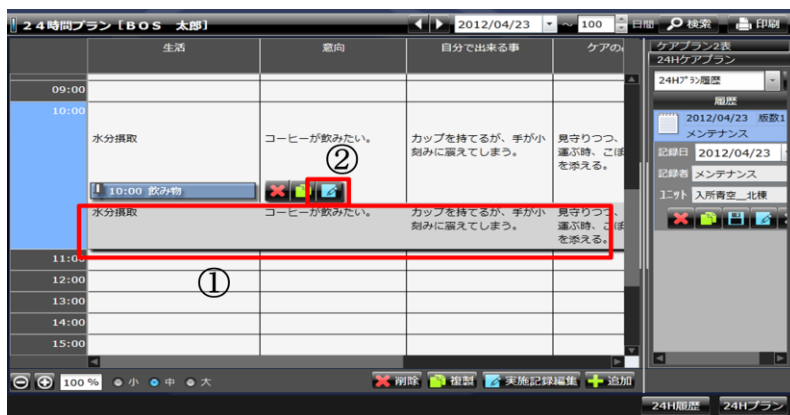 24時間プラン [BOS 太郎]
2012/04/23 ～ 100 日間 検索 印刷
生活 意向 自分で出来る事 ケアの
09:00
10:00
水分摂取 コーヒーが飲みたい。 カップを持てるが、手が小刻みに震えてしまう。 見守りつつ、運ぶ時、こぼ を添える。
②
10:00 飲み物
水分摂取 コーヒーが飲みたい。 カップを持てるが、手が小刻みに震えてしまう。 見守りつつ、運ぶ時、こぼ を添える。
11:00
①
12:00
13:00
14:00
15:00
100 % 小 中 大
削除 複製 実施記録編集 追加
ケアプラン2表
24Hケアプラン
24Hプラン履歴
履歴
2012/04/23 版数1
メンテナンス
記録日 2012/04/23
記録者 メンテナンス
ユニット 入所青空__北棟
24H履歴 24Hプラン